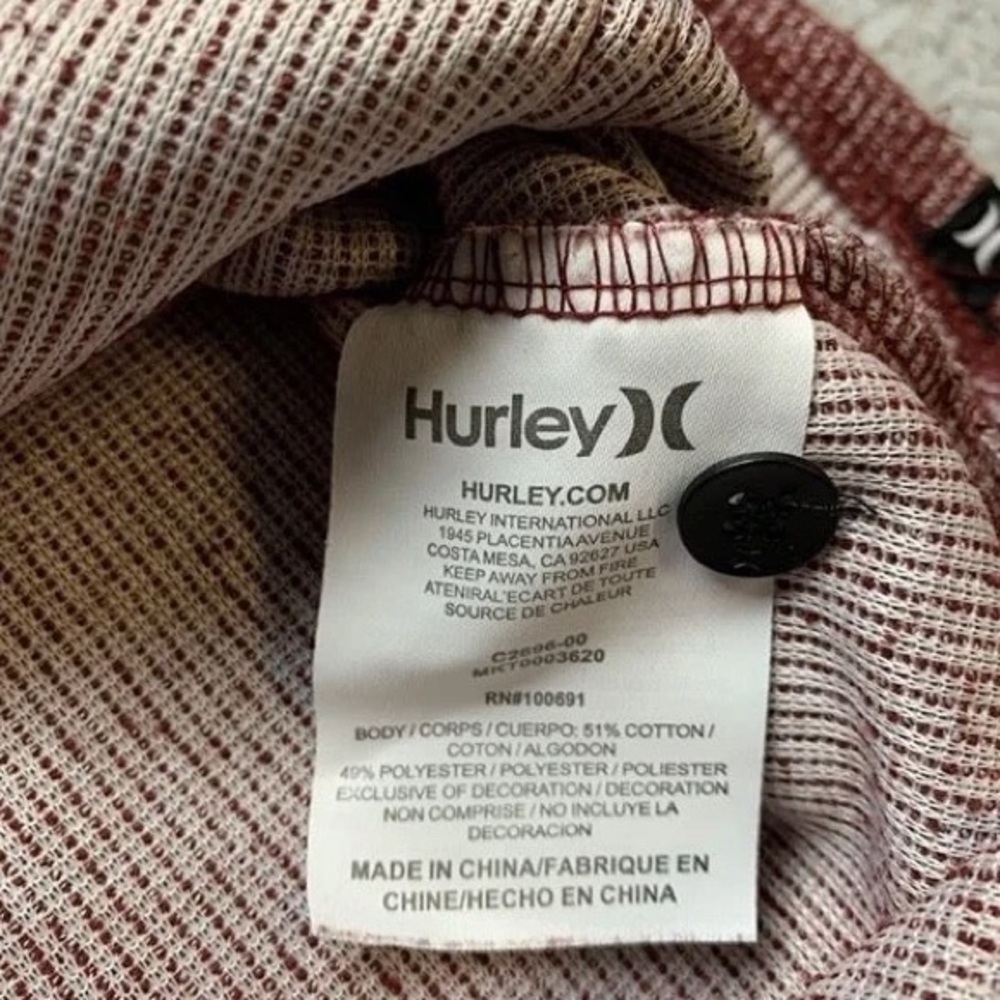 Hurley
HURLEY.COM
HURLEY INTERNATIONAL LLC
1945 PLACENTIA AVENUE
COSTA MESA, CA 92627 USA
KEEP AWAY FROM FIRE
ATENIRAL'ECART DE TOUTE
SOURCE DE CHALEUR
MKT0003620
RN#100691
BODY / CORPS / CUERPO: 51% COTTON /
COTON / ALGODON
49% POLYESTER / POLYESTER / POLIESTER
EXCLUSIVE OF DECORATION / DECORATION
NON COMPRISE / NO INCLUYE LA
DECORACION
MADE IN CHINA/FABRIQUE EN
CHINE/HECHO EN CHINA